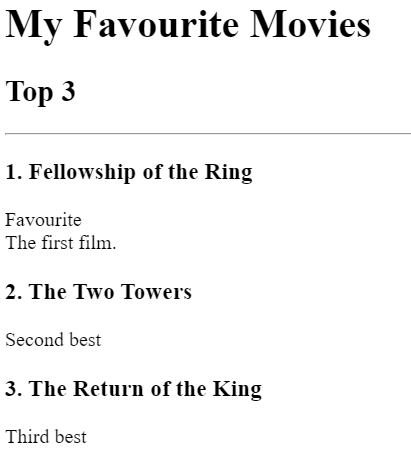 My Favourite Movies
Top 3
1. Fellowship of the Ring
Favourite
The first film.
2. The Two Towers
Second best
3. The Return of the King
Third best